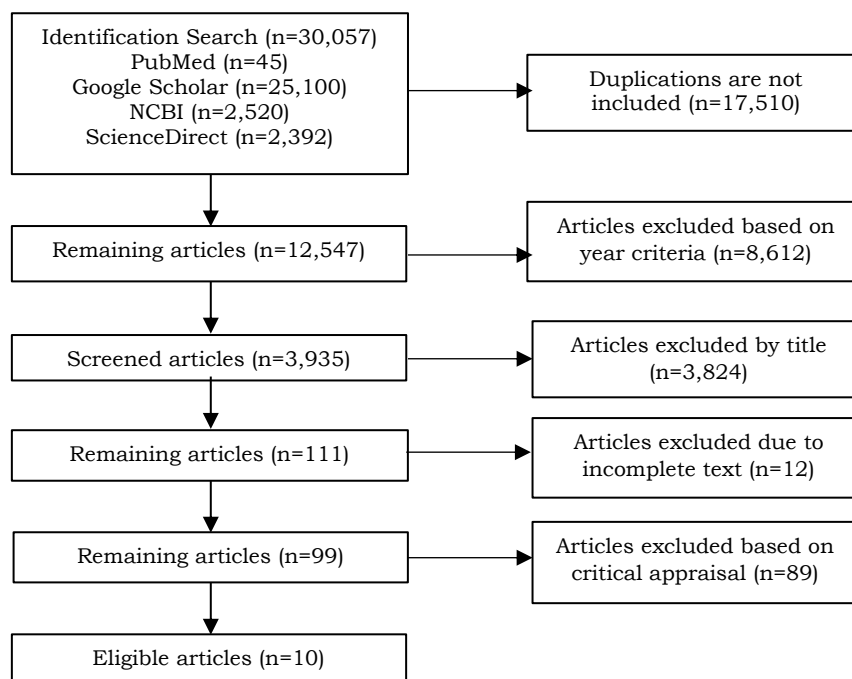 Identification Search (n=30,057)
PubMed (n=45)
Google Scholar (n=25,100)
NCBI (n=2,520)
ScienceDirect (n=2,392)
Duplications are not
included (n=17,510)
Remaining articles (n=12,547)
Articles excluded based on
year criteria (n=8,612)
Screened articles (n=3,935)
Articles excluded by title
(n=3,824)
Remaining articles (n=111)
Articles excluded due to
incomplete text (n=12)
Remaining articles (n=99)
Articles excluded based on
critical appraisal (n=89)
Eligible articles (n=10)